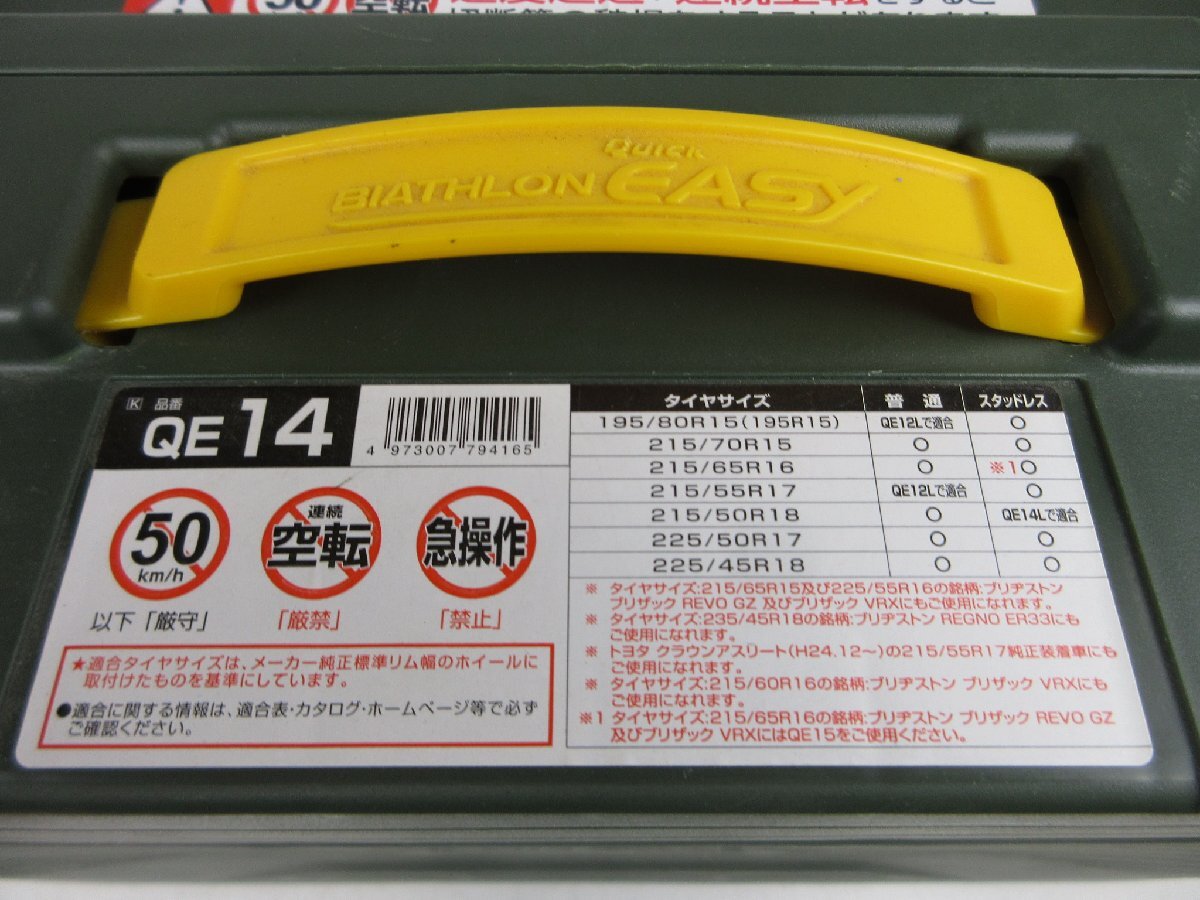 50
空転
Quick
BIATHLON EASY
K 品番
QE14
4 973007 794165
50
km/h
以下「厳守」
連続
空転
「厳禁」
急操作
「禁止」
★適合タイヤサイズは、メーカー純正標準リム幅のホイールに
取付けたものを基準にしています。
●適合に関する情報は、適合表・カタログ・ホームページ等で必ず
ご確認ください。
タイヤサイズ 普通 スタッドレス
195/80R15(195R15) QE12Lで適合 ○
215/70R15 ○ ○
215/65R16 ○ ※1○
215/55R17 QE12Lで適合 ○
215/50R18 ○ QE14Lで適合
225/50R17 ○ ○
225/45R18 ○ ○
※ タイヤサイズ:215/65R15及び225/55R16の銘柄:ブリヂストン
ブリザック REVO GZ 及びブリザック VRXにもご使用になれます。
※ タイヤサイズ:235/45R18の銘柄:ブリヂストン REGNO ER33にも
ご使用になれます。
※ トヨタ クラウンアスリート(H24.12〜)の215/55R17純正装着車にも
ご使用になれます。
※ タイヤサイズ:215/60R16の銘柄:ブリヂストン ブリザック VRXにも
ご使用になれます。
※1 タイヤサイズ:215/65R16の銘柄:ブリヂストン ブリザック REVO GZ
及びブリザック VRXにはQE15をご使用ください。